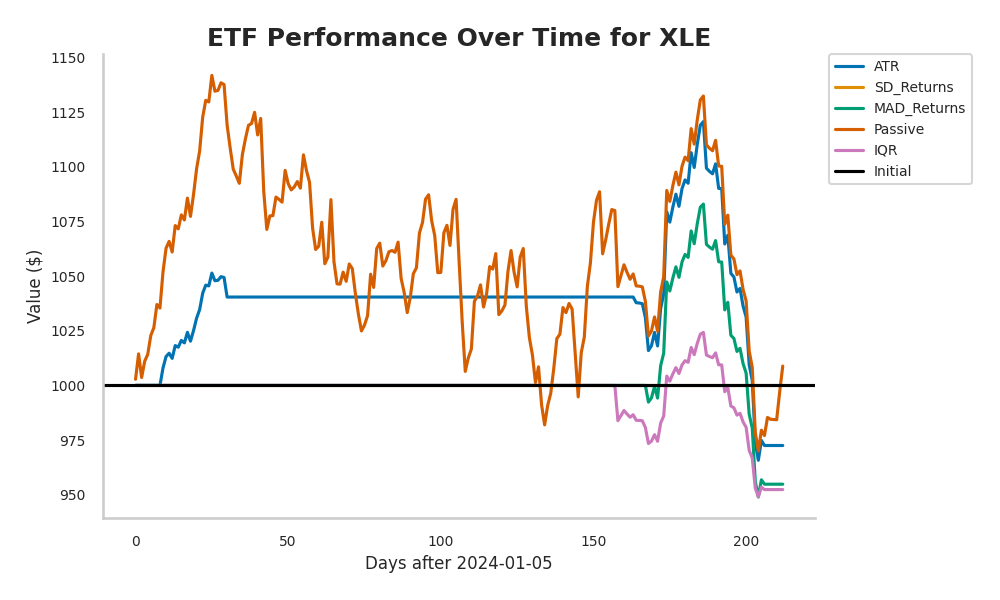 ETF Performance Over Time for XLE
1150
1125
1100
1075
1050
1025
1000
975
950
Value ($)
0 50 100 150 200
Days after 2024-01-05
ATR
SD_Returns
MAD_Returns
Passive
IQR
Initial